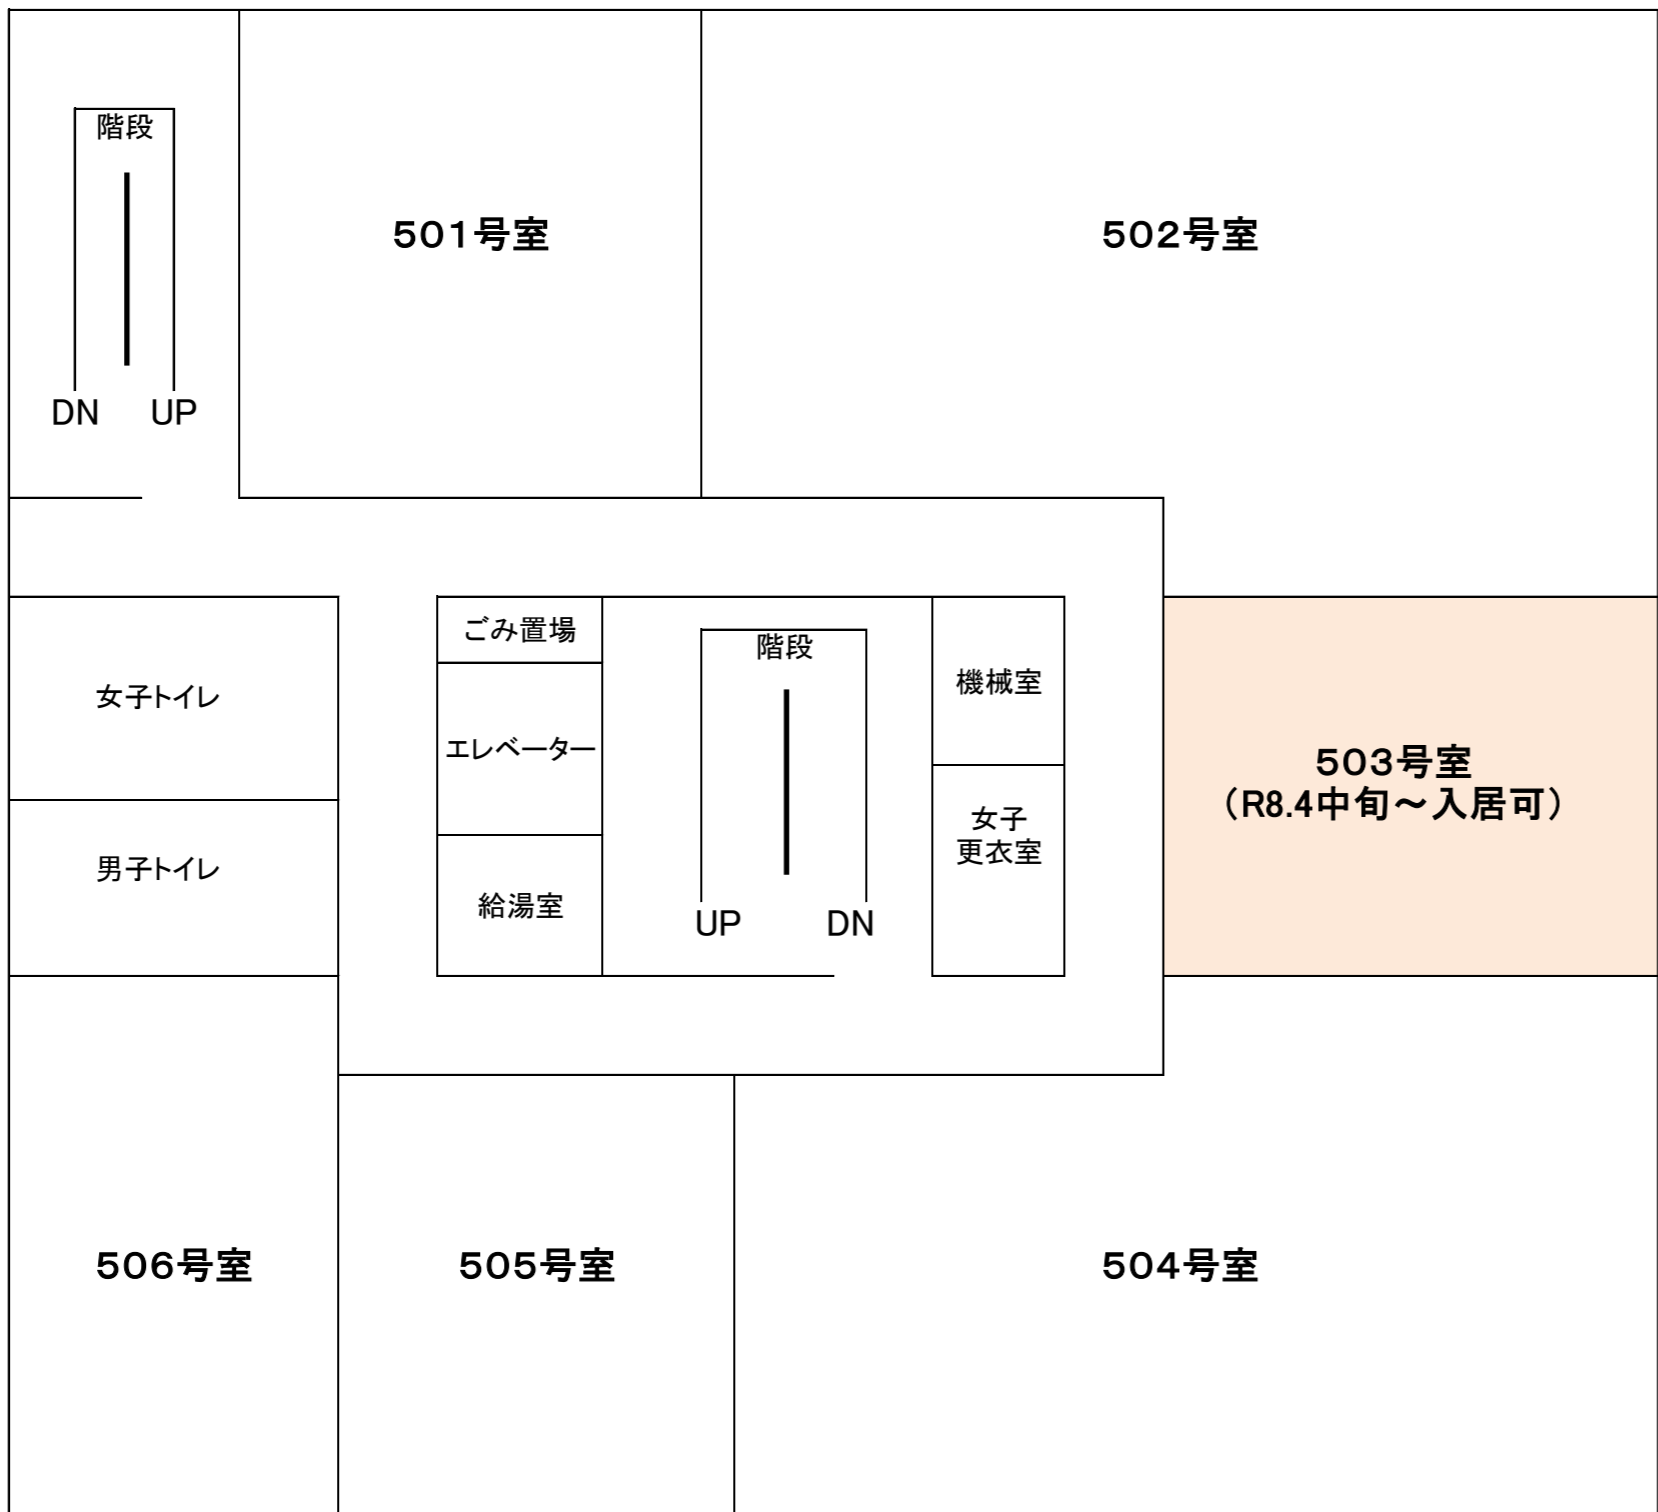 階段
DN UP
501号室
502号室
女子トイレ
男子トイレ
ごみ置場
エレベーター
給湯室
階段
UP DN
機械室
女子
更衣室
503号室
（R8.4中旬～入居可）
506号室
505号室
504号室